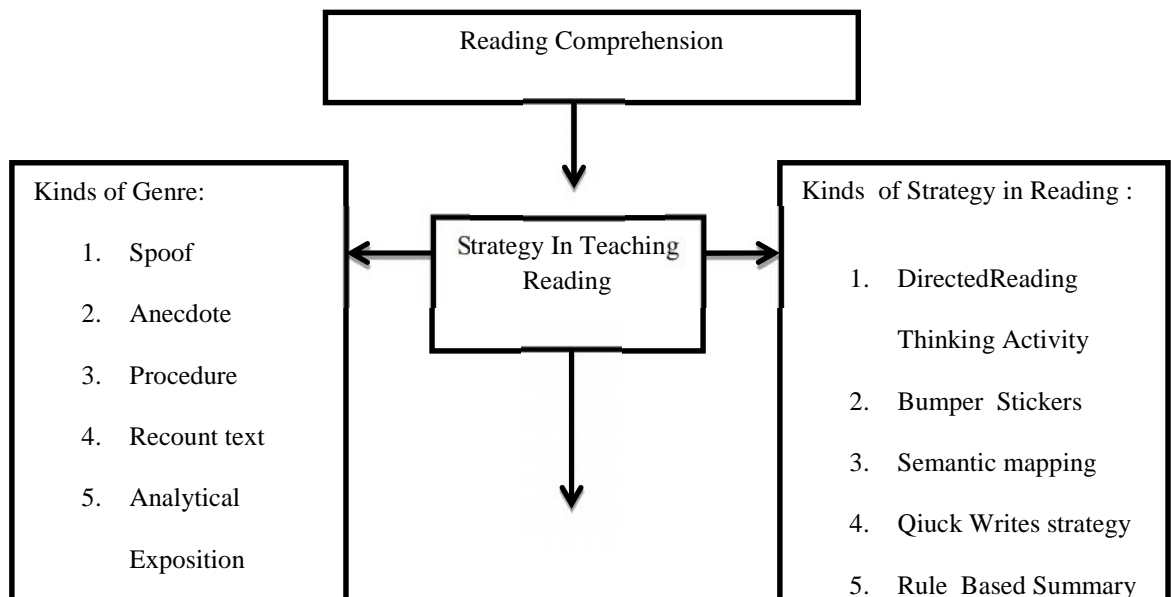 Reading Comprehension
Kinds of Genre:
1. Spoof
2. Anecdote
3. Procedure
4. Recount text
5. Analytical
Exposition
Strategy In Teaching
Reading
Kinds of Strategy in Reading :
1. DirectedReading
Thinking Activity
2. Bumper Stickers
3. Semantic mapping
4. Qiuck Writes strategy
5. Rule Based Summary